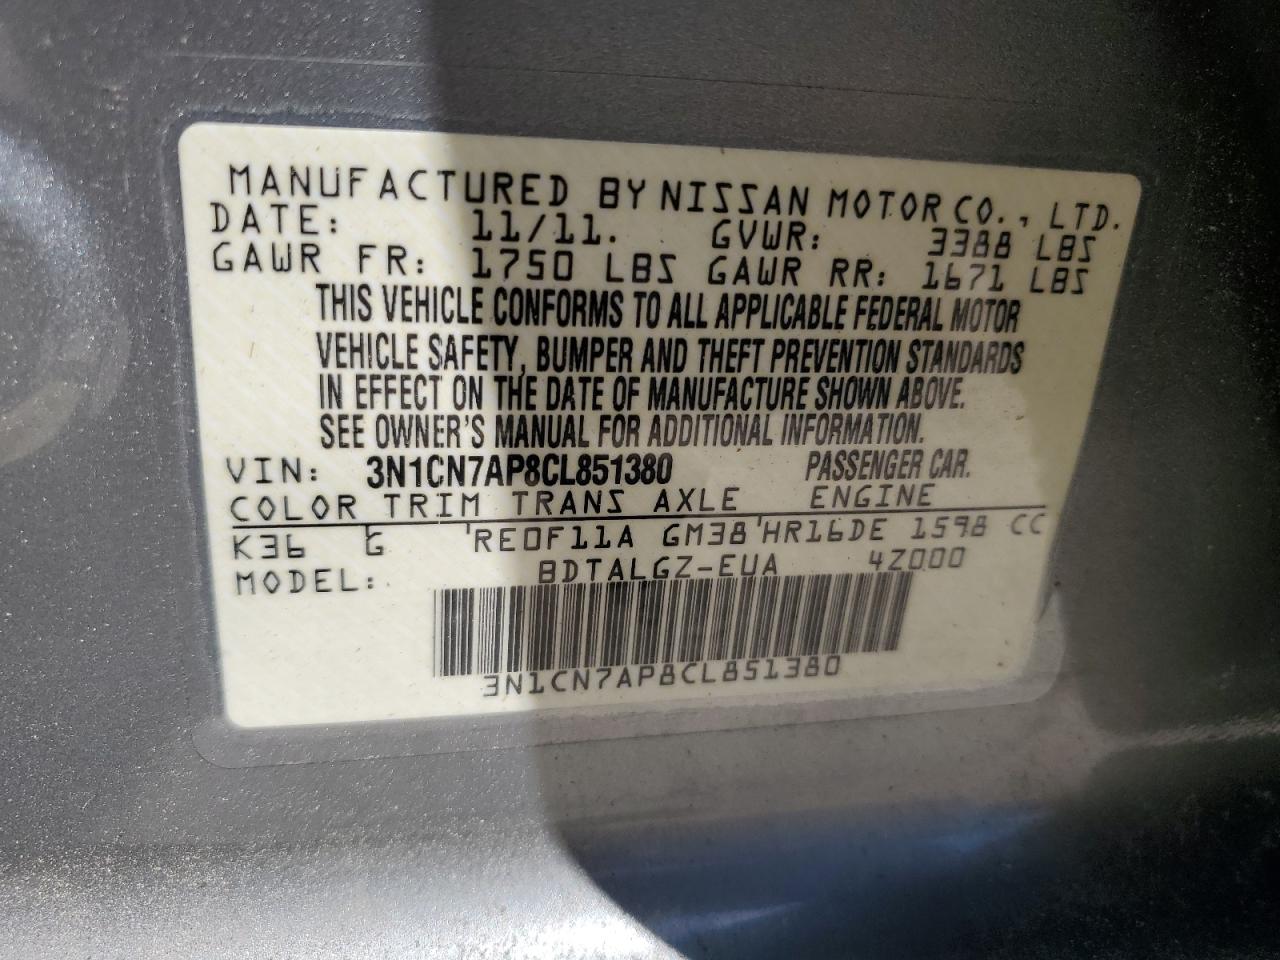 MANUFACTURED BY NISSAN MOTOR CO., LTD.
DATE: 11/11. GVWR: 3388 LBS
GAWR FR: 1750 LBS GAWR RR: 1671 LBS
THIS VEHICLE CONFORMS TO ALL APPLICABLE FEDERAL MOTOR
VEHICLE SAFETY, BUMPER AND THEFT PREVENTION STANDARDS
IN EFFECT ON THE DATE OF MANUFACTURE SHOWN ABOVE.
SEE OWNER'S MANUAL FOR ADDITIONAL INFORMATION.
VIN: 3N1CN7AP8CL851380 PASSENGER CAR.
COLOR TRIM TRANS AXLE ENGINE
K36 G RE0F11A GM38 HR16DE 1598 CC
MODEL: BDTALGZ-EUA 4Z000
3N1CN7AP8CL851380